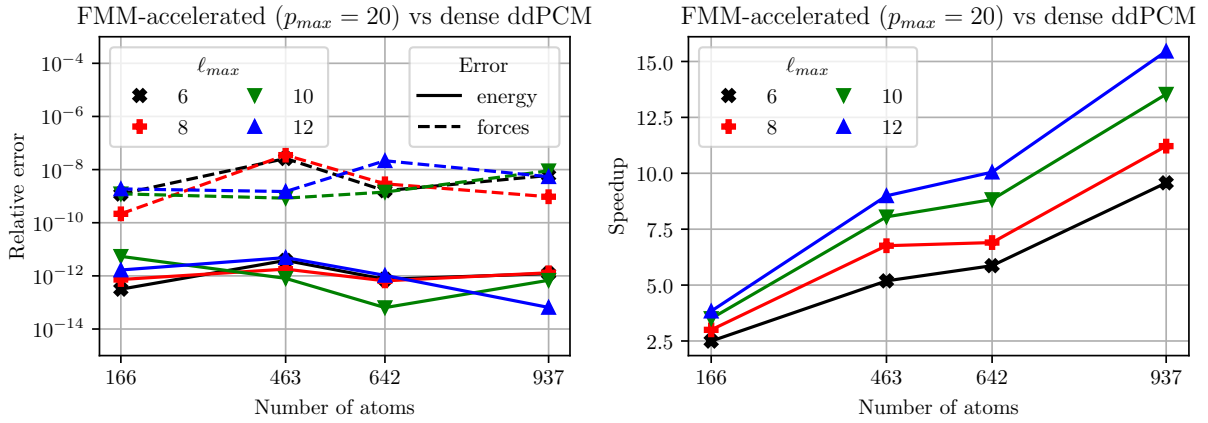 FMM-accelerated (p_max = 20) vs dense ddPCM
10⁻⁴
10⁻⁶
10⁻⁸
10⁻¹⁰
10⁻¹²
10⁻¹⁴
Relative error
ℓ_max
6 10
8 12
Error
energy
forces
166 463 642 937
Number of atoms
FMM-accelerated (p_max = 20) vs dense ddPCM
15.0
12.5
10.0
7.5
5.0
2.5
Speedup
ℓ_max
6 10
8 12
166 463 642 937
Number of atoms